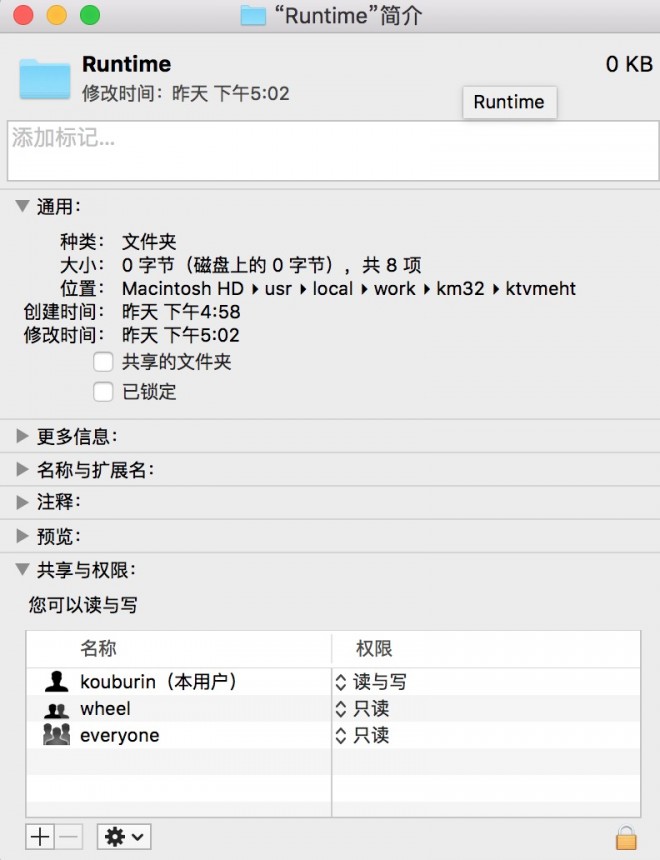 “Runtime”简介
Runtime 0 KB
修改时间：昨天 下午5:02
Runtime
添加标记...
通用：
种类： 文件夹
大小： 0 字节（磁盘上的 0 字节），共 8 项
位置： Macintosh HD ▸ usr ▸ local ▸ work ▸ km32 ▸ ktvmeht
创建时间： 昨天 下午4:58
修改时间： 昨天 下午5:02
共享的文件夹
已锁定
更多信息：
名称与扩展名：
注释：
预览：
共享与权限：
您可以读与写
名称 权限
kouburin（本用户） 读与写
wheel 只读
everyone 只读